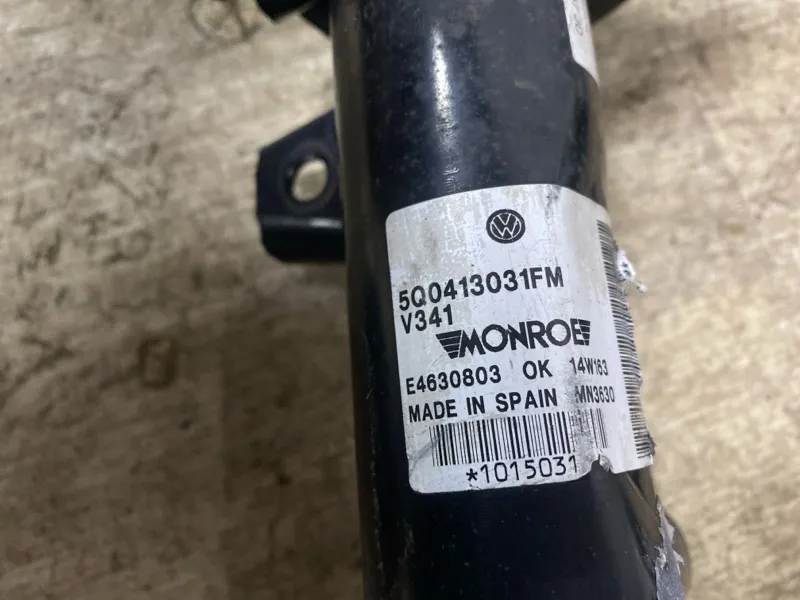 5Q0413031FM
V341
MONROE
E4630803 OK 14W163
MADE IN SPAIN MN3630
*1015031